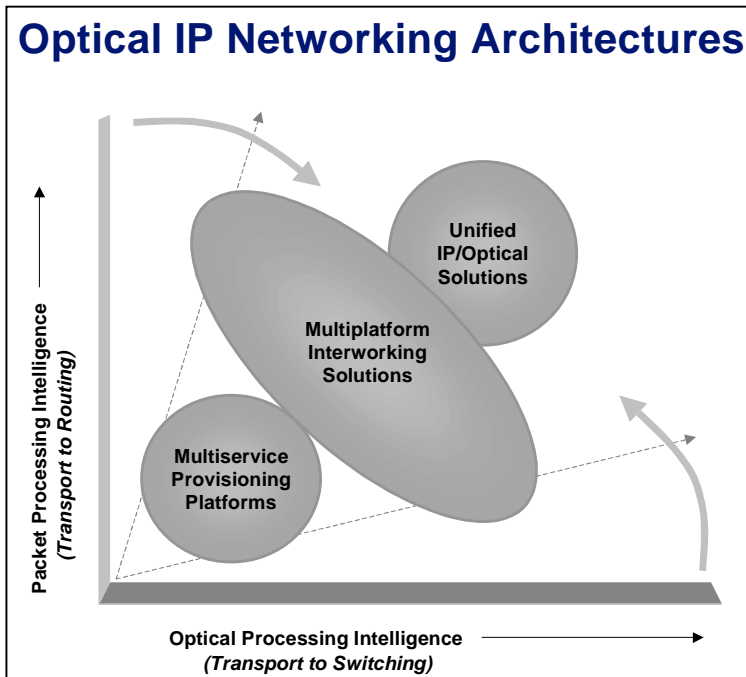 Optical IP Networking Architectures
Unified
IP/Optical
Solutions
Multiplatform
Interworking
Solutions
Multiservice
Provisioning
Platforms
Packet Processing Intelligence
(Transport to Routing)
Optical Processing Intelligence
(Transport to Switching)